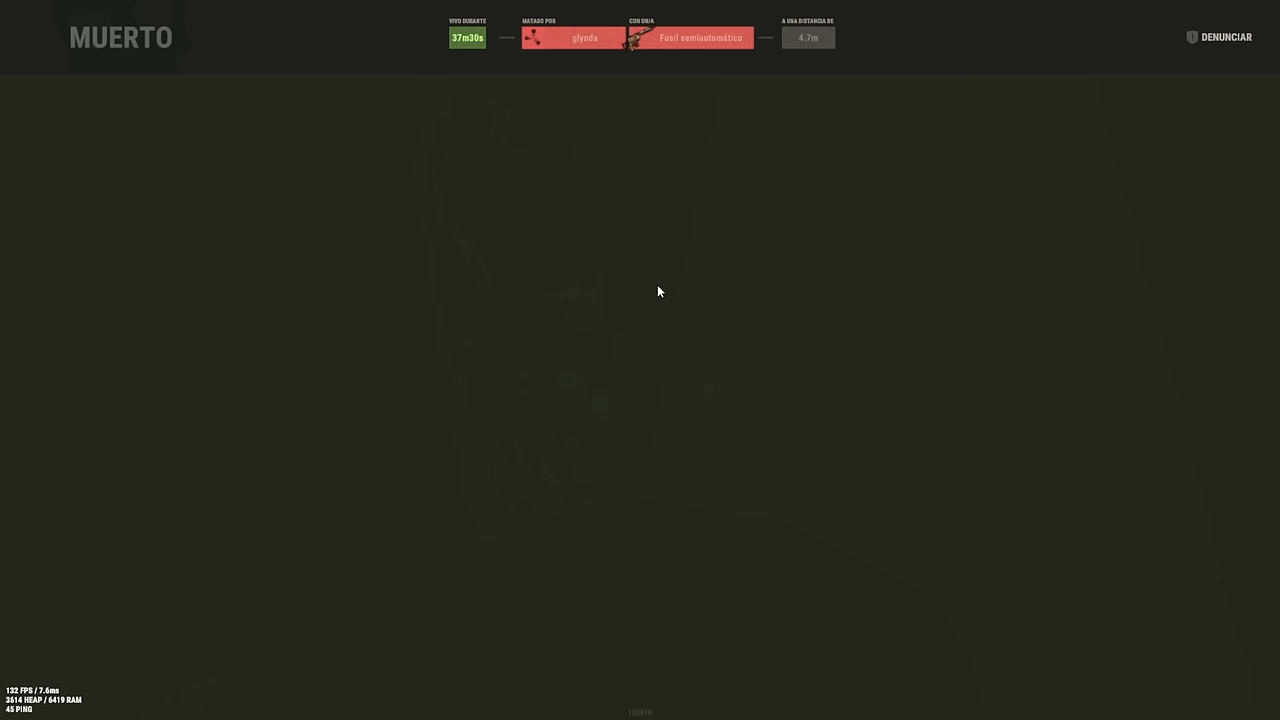 MUERTO
VIVO DURANTE
37m30s
MATADO POR
glynda
CON UN/A
Fusil semiautomático
A UNA DISTANCIA DE
4.7m
DENUNCIAR
132 FPS / 7.6ms
3614 HEAP / 6419 RAM
45 PING